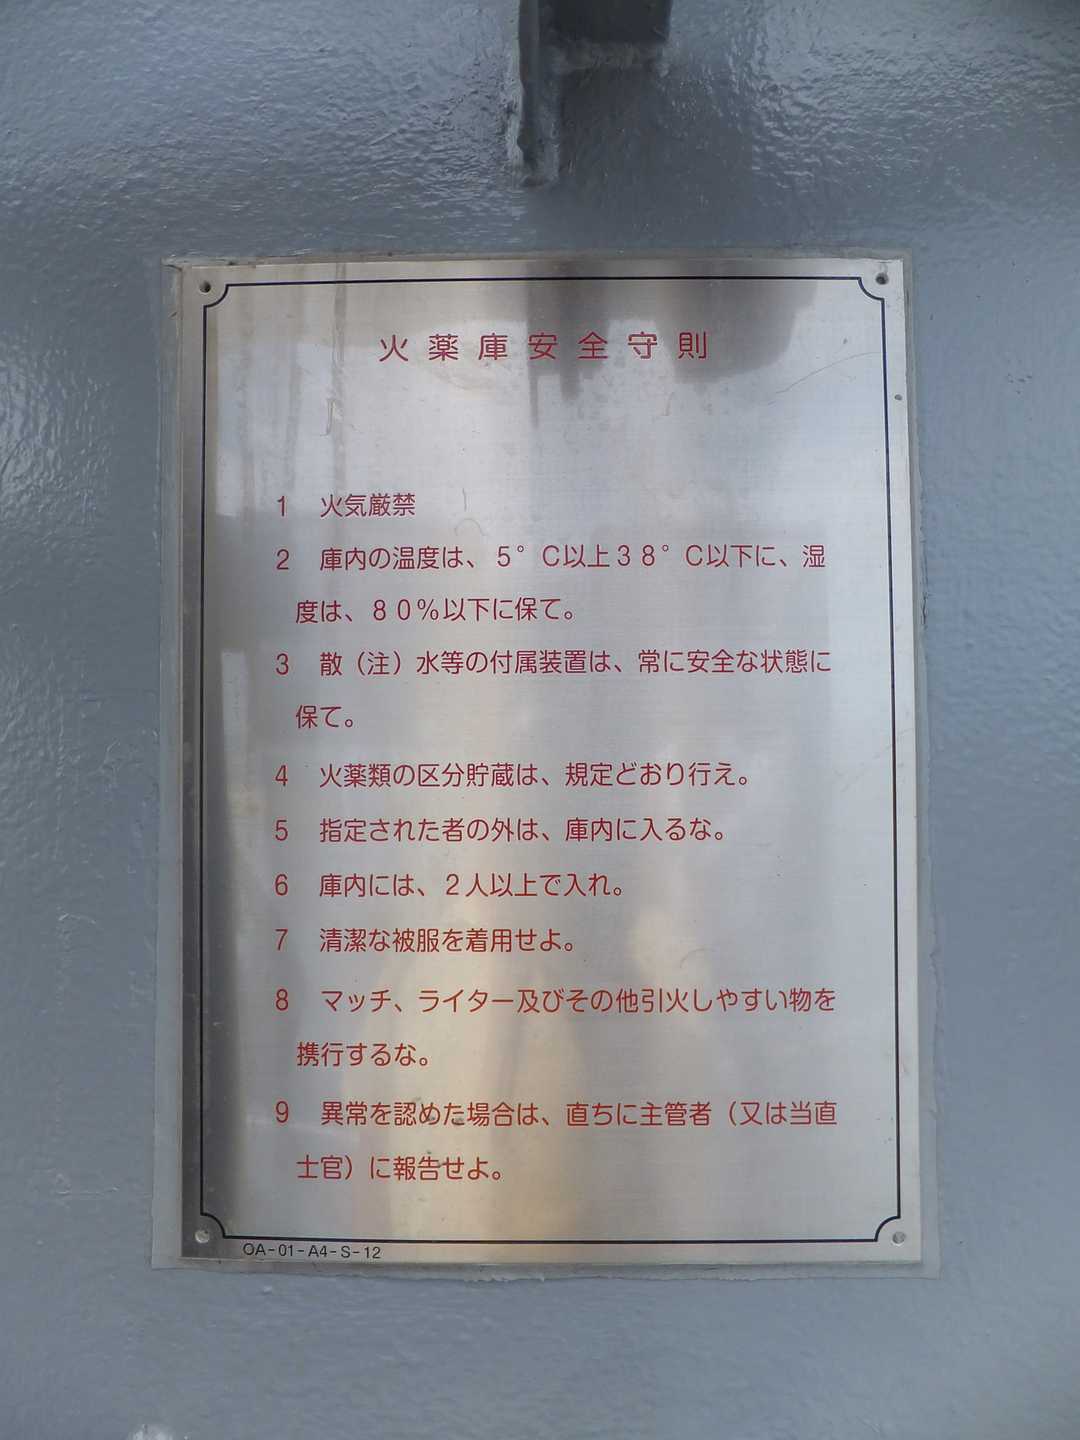 火薬庫安全守則
1　火気厳禁
2　庫内の温度は、５°Ｃ以上３８°Ｃ以下に、湿
度は、８０％以下に保て。
3　散（注）水等の付属装置は、常に安全な状態に
保て。
4　火薬類の区分貯蔵は、規定どおり行え。
5　指定された者の外は、庫内に入るな。
6　庫内には、２人以上で入れ。
7　清潔な被服を着用せよ。
8　マッチ、ライター及びその他引火しやすい物を
携行するな。
9　異常を認めた場合は、直ちに主管者（又は当直
士官）に報告せよ。
OA-01-A4-S-12